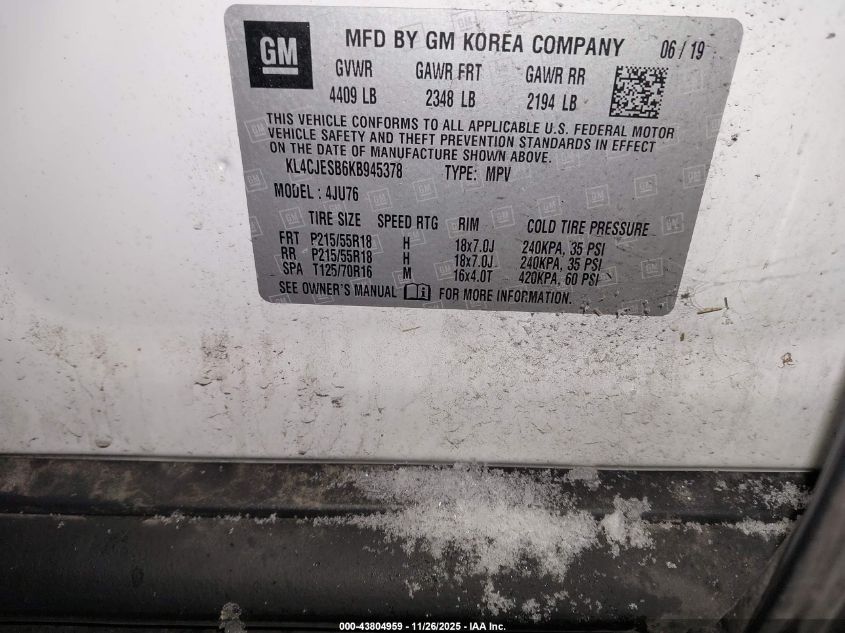 GM MFD BY GM KOREA COMPANY 06/19
GVWR GAWR FRT GAWR RR
4409 LB 2348 LB 2194 LB
THIS VEHICLE CONFORMS TO ALL APPLICABLE U.S. FEDERAL MOTOR
VEHICLE SAFETY AND THEFT PREVENTION STANDARDS IN EFFECT
ON THE DATE OF MANUFACTURE SHOWN ABOVE.
KL4CJESB6KB945378 TYPE: MPV
MODEL: 4JU76
TIRE SIZE SPEED RTG RIM COLD TIRE PRESSURE
FRT P215/55R18 H 18x7.0J 240KPA, 35 PSI
RR P215/55R18 H 18x7.0J 240KPA, 35 PSI
SPA T125/70R16 M 16x4.0T 420KPA, 60 PSI
SEE OWNER'S MANUAL FOR MORE INFORMATION.
000-43804959 - 11/26/2025 - IAA Inc.